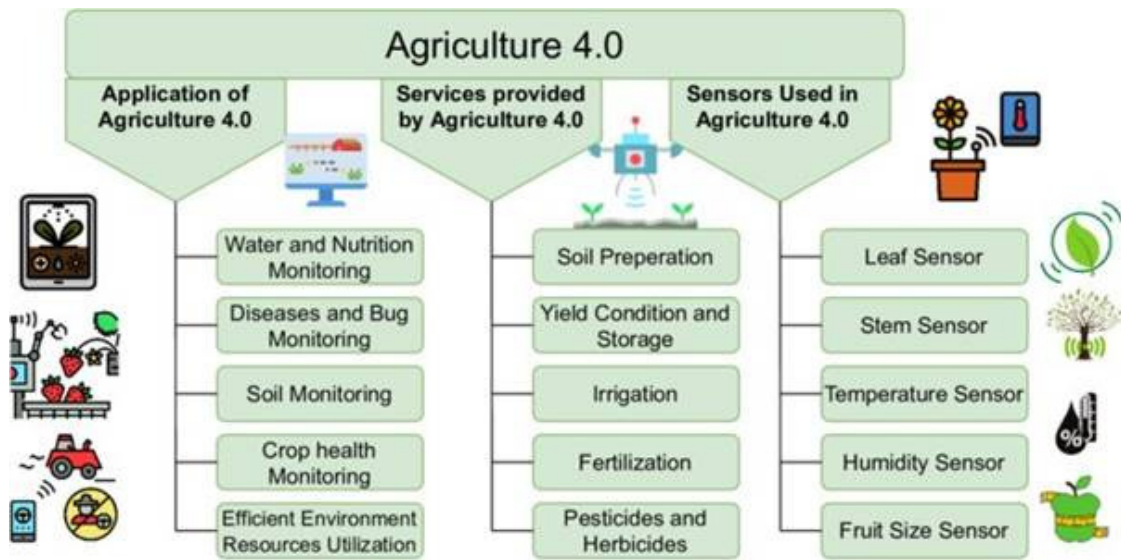 Agriculture 4.0
Application of
Agriculture 4.0
Services provided
by Agriculture 4.0
Sensors Used in
Agriculture 4.0
Water and Nutrition
Monitoring
Diseases and Bug
Monitoring
Soil Monitoring
Crop health
Monitoring
Efficient Environment
Resources Utilization
Soil Preperation
Yield Condition and
Storage
Irrigation
Fertilization
Pesticides and
Herbicides
Leaf Sensor
Stem Sensor
Temperature Sensor
Humidity Sensor
Fruit Size Sensor
%